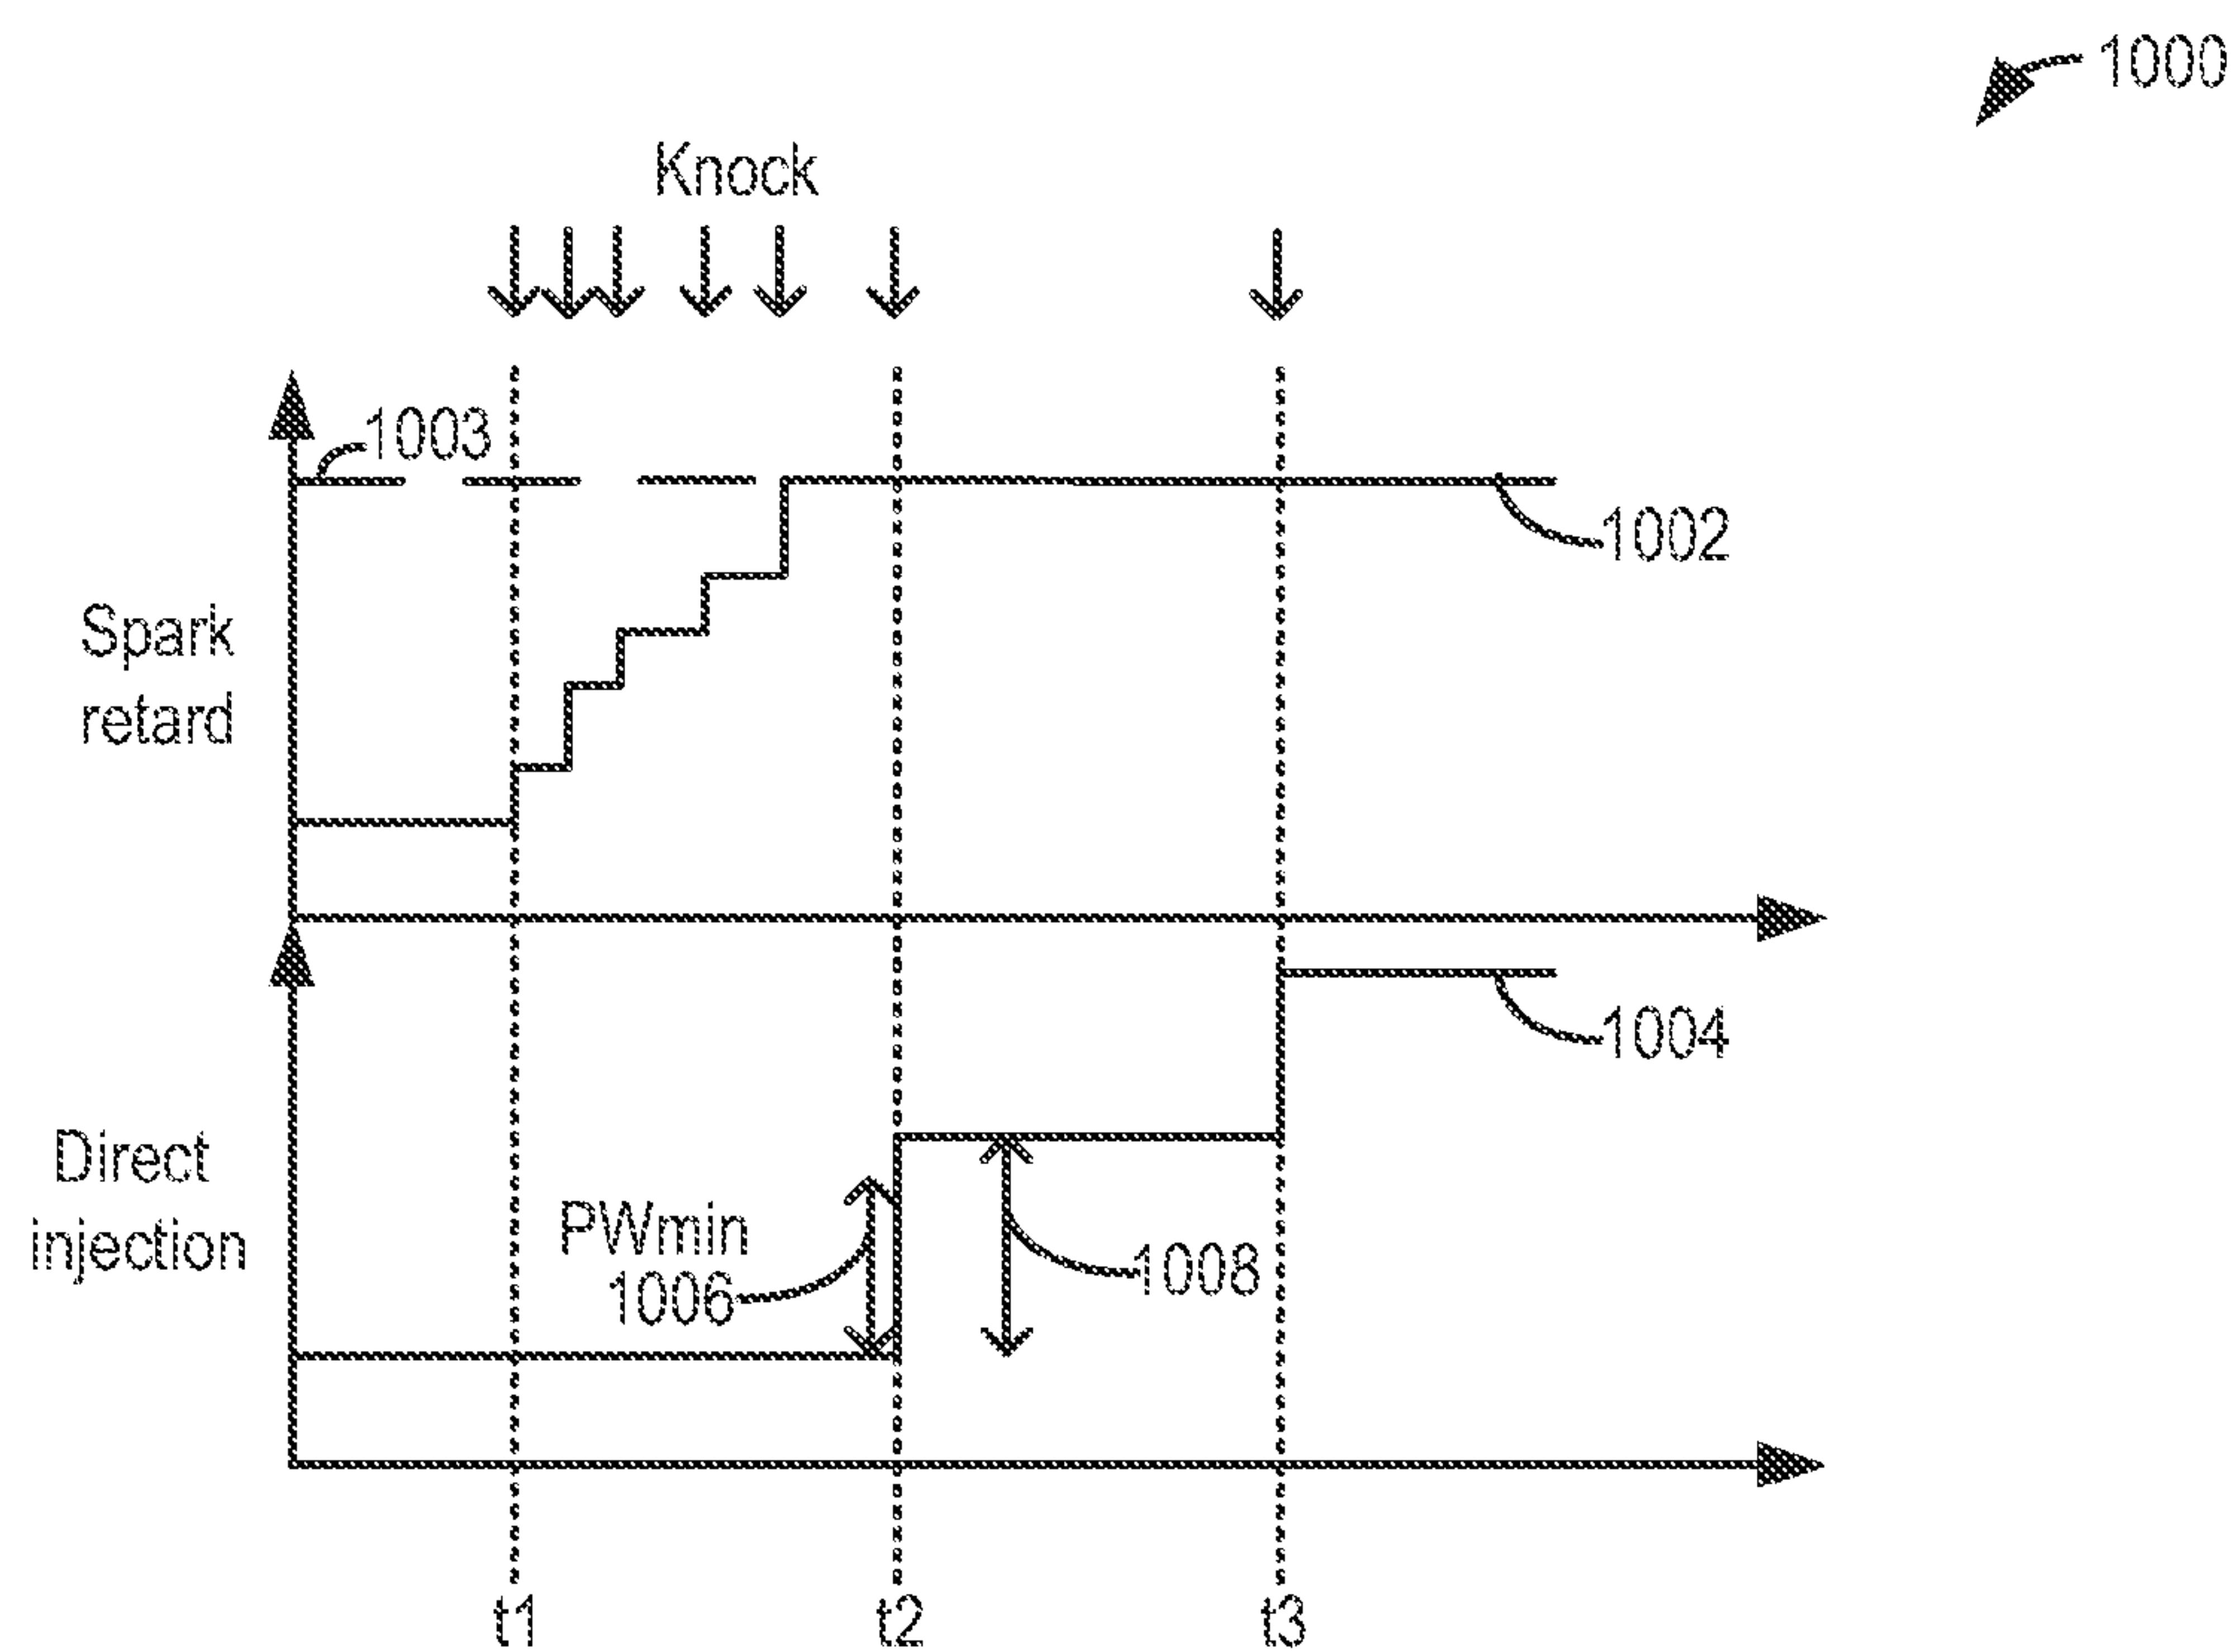 1000
Knock
1003
1002
Spark
retard
1004
Direct
injection
PWmin
1006
1008
t1
t2
t3